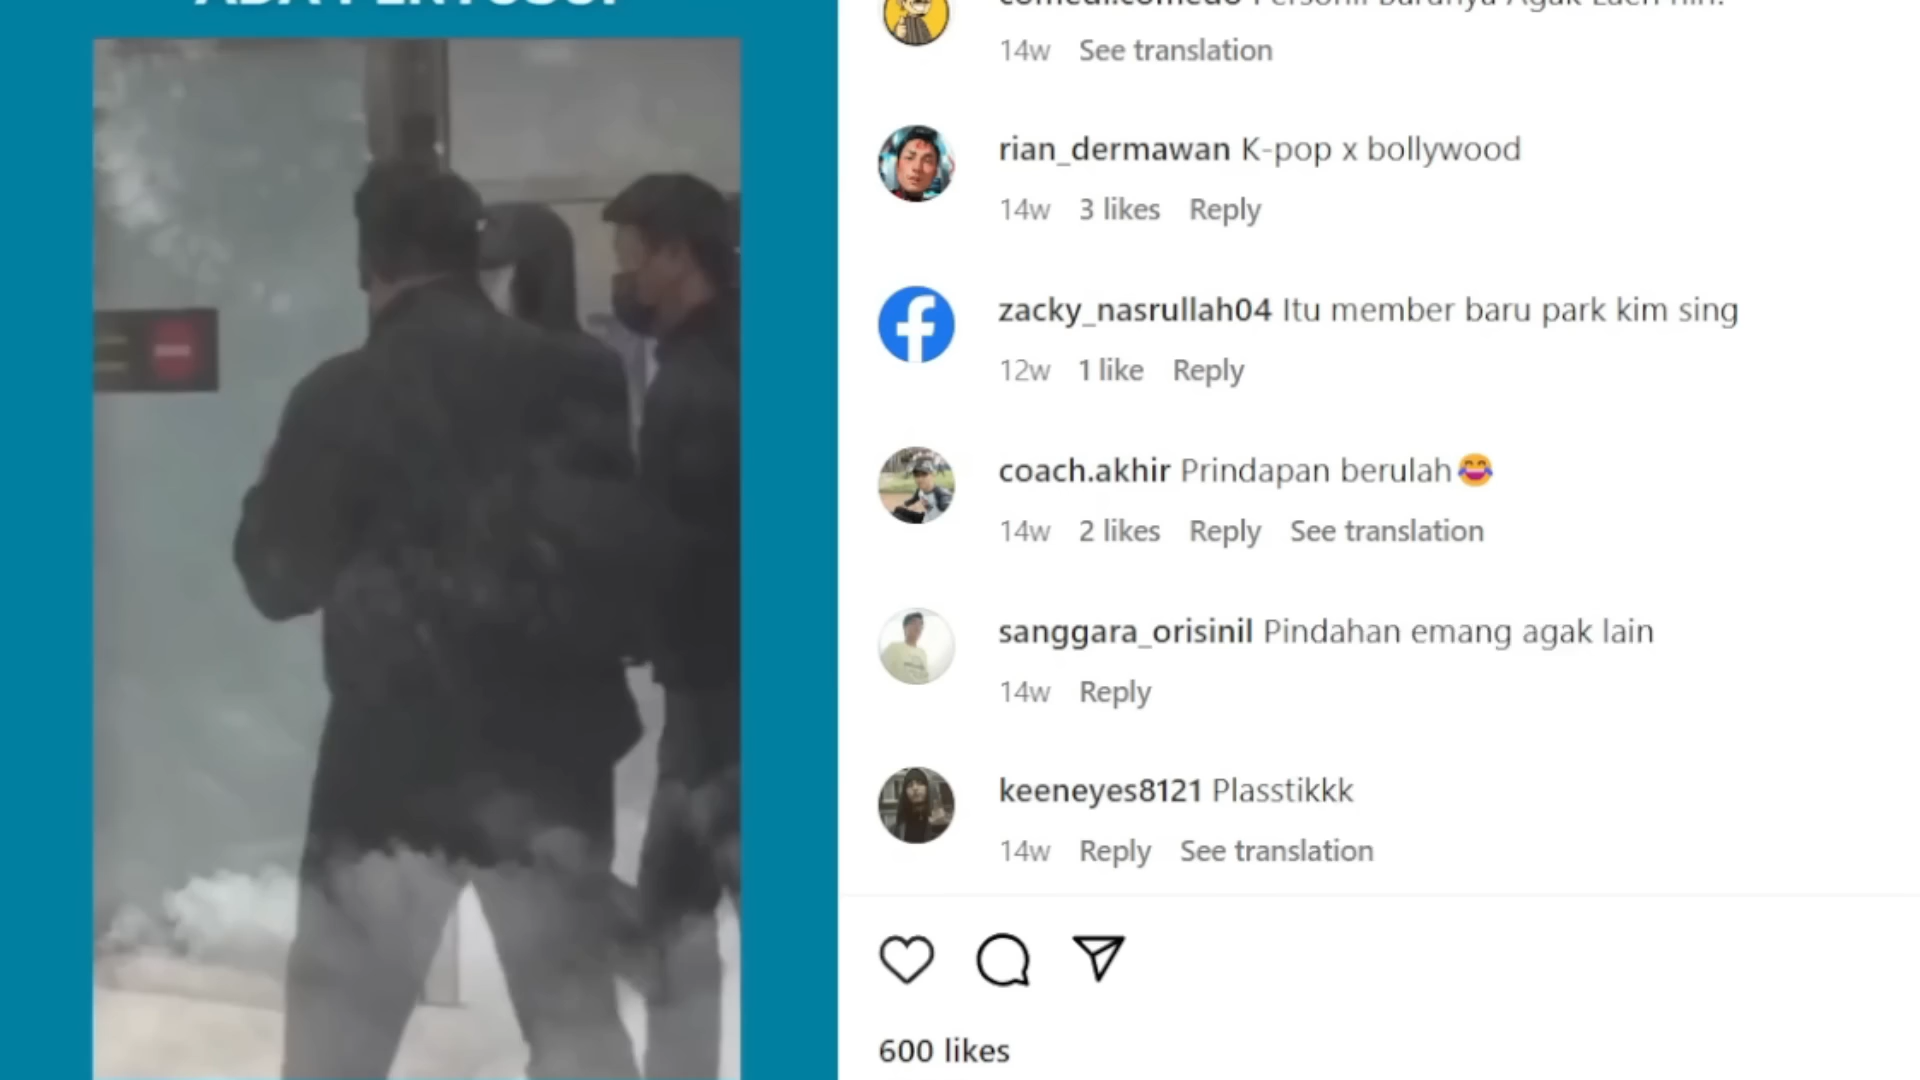 14w See translation
rian_dermawan K-pop x bollywood
14w 3 likes Reply
zacky_nasrullah04 Itu member baru park kim sing
12w 1 like Reply
coach.akhir Prindapan berulah😂
14w 2 likes Reply See translation
sanggara_orisinil Pindahan emang agak lain
14w Reply
keeneyes8121 Plasstikkk
14w Reply See translation
600 likes